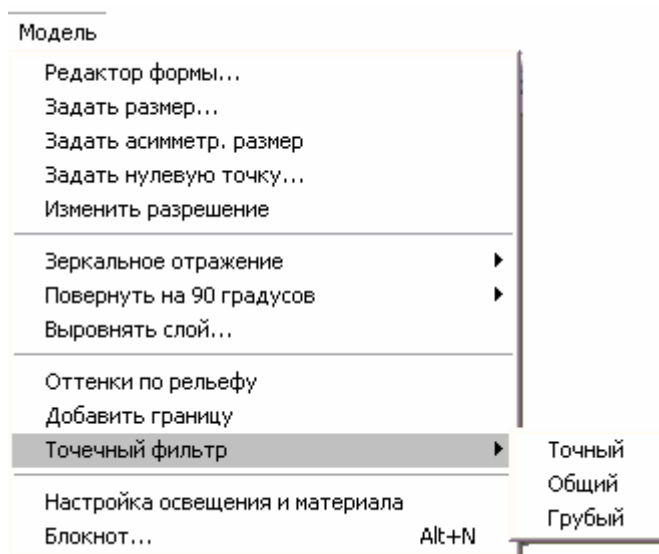 Модель
Редактор формы...
Задать размер...
Задать асимметр. размер
Задать нулевую точку...
Изменить разрешение
Зеркальное отражение
Повернуть на 90 градусов
Выровнять слой...
Оттенки по рельефу
Добавить границу
Точечный фильтр
Точный
Общий
Грубый
Настройка освещения и материала
Блокнот... Alt+N